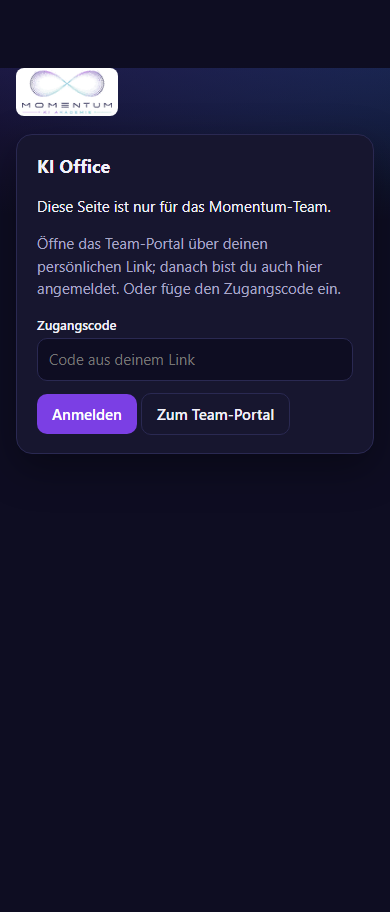 MOMENTUM
KI AKADEMIE
KI Office
Diese Seite ist nur für das Momentum-Team.
Öffne das Team-Portal über deinen
persönlichen Link; danach bist du auch hier
angemeldet. Oder füge den Zugangscode ein.
Zugangscode
Code aus deinem Link
Anmelden
Zum Team-Portal